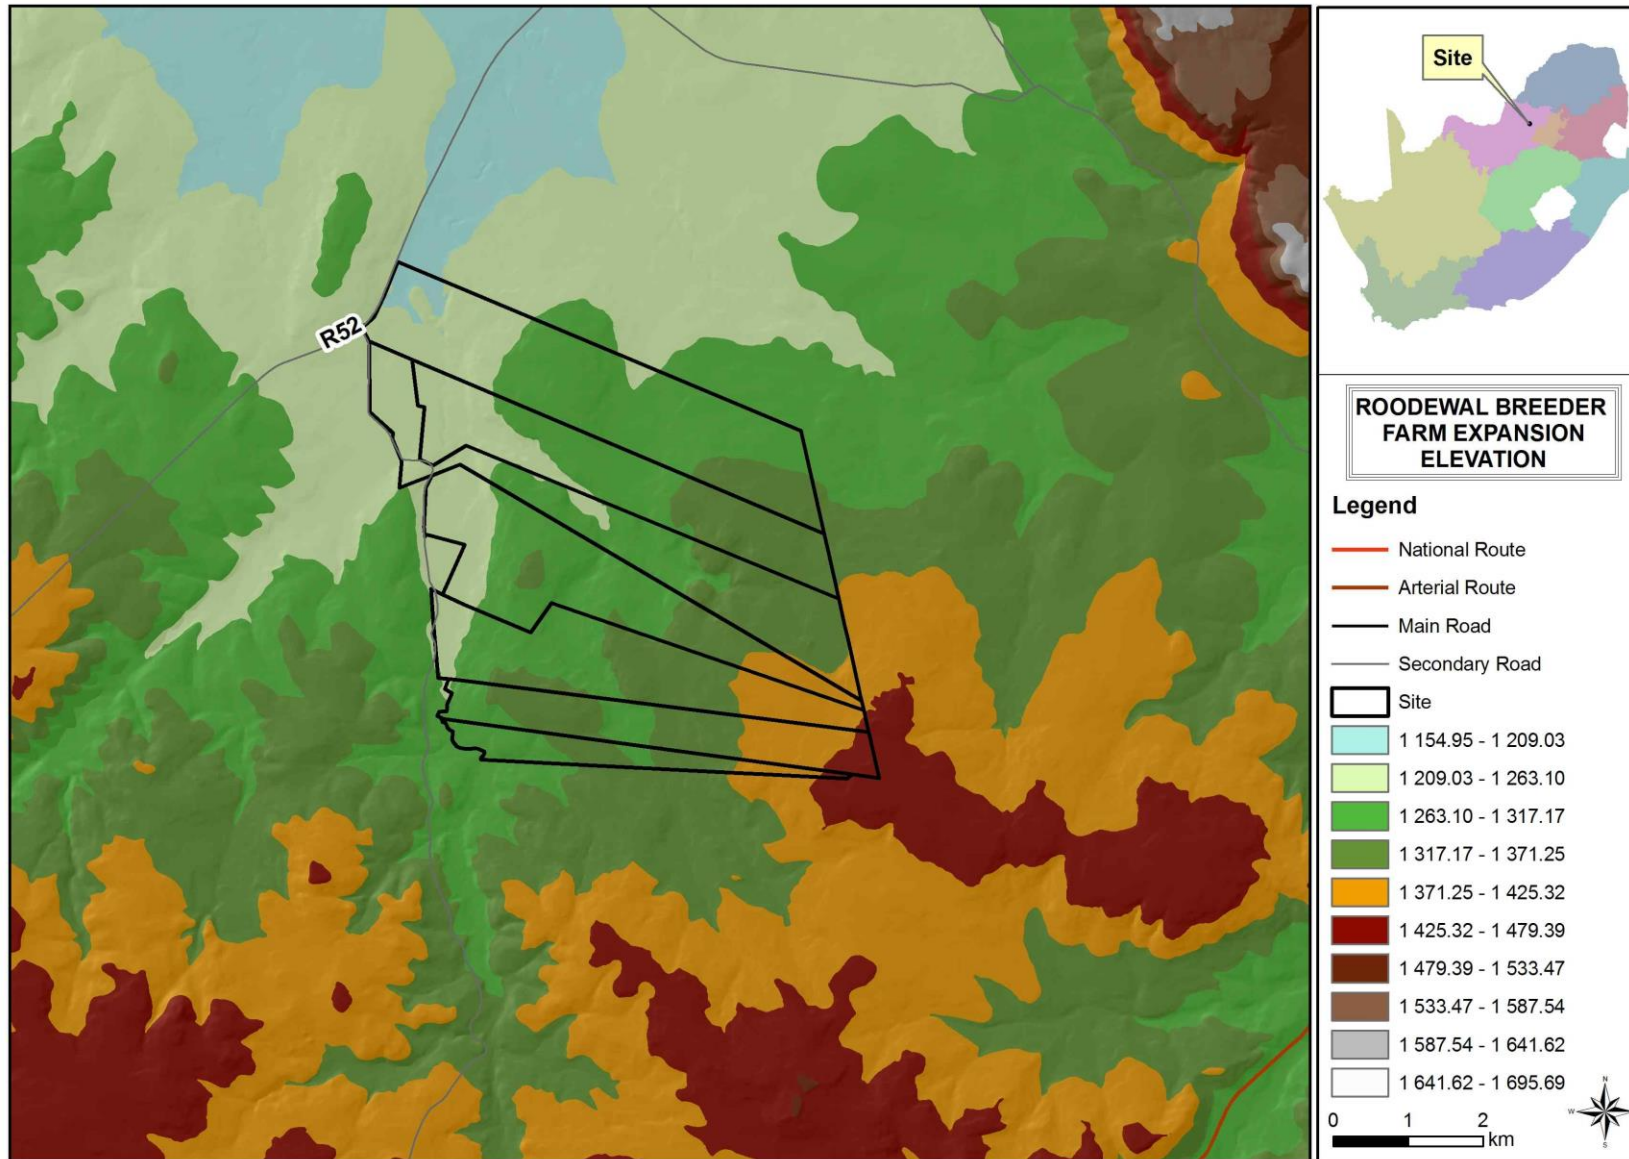 R52
Site
ROODEWAL BREEDER
FARM EXPANSION
ELEVATION
Legend
National Route
Arterial Route
Main Road
Secondary Road
Site
1 154.95 - 1 209.03
1 209.03 - 1 263.10
1 263.10 - 1 317.17
1 317.17 - 1 371.25
1 371.25 - 1 425.32
1 425.32 - 1 479.39
1 479.39 - 1 533.47
1 533.47 - 1 587.54
1 587.54 - 1 641.62
1 641.62 - 1 695.69
0 1 2
km
N
W
S